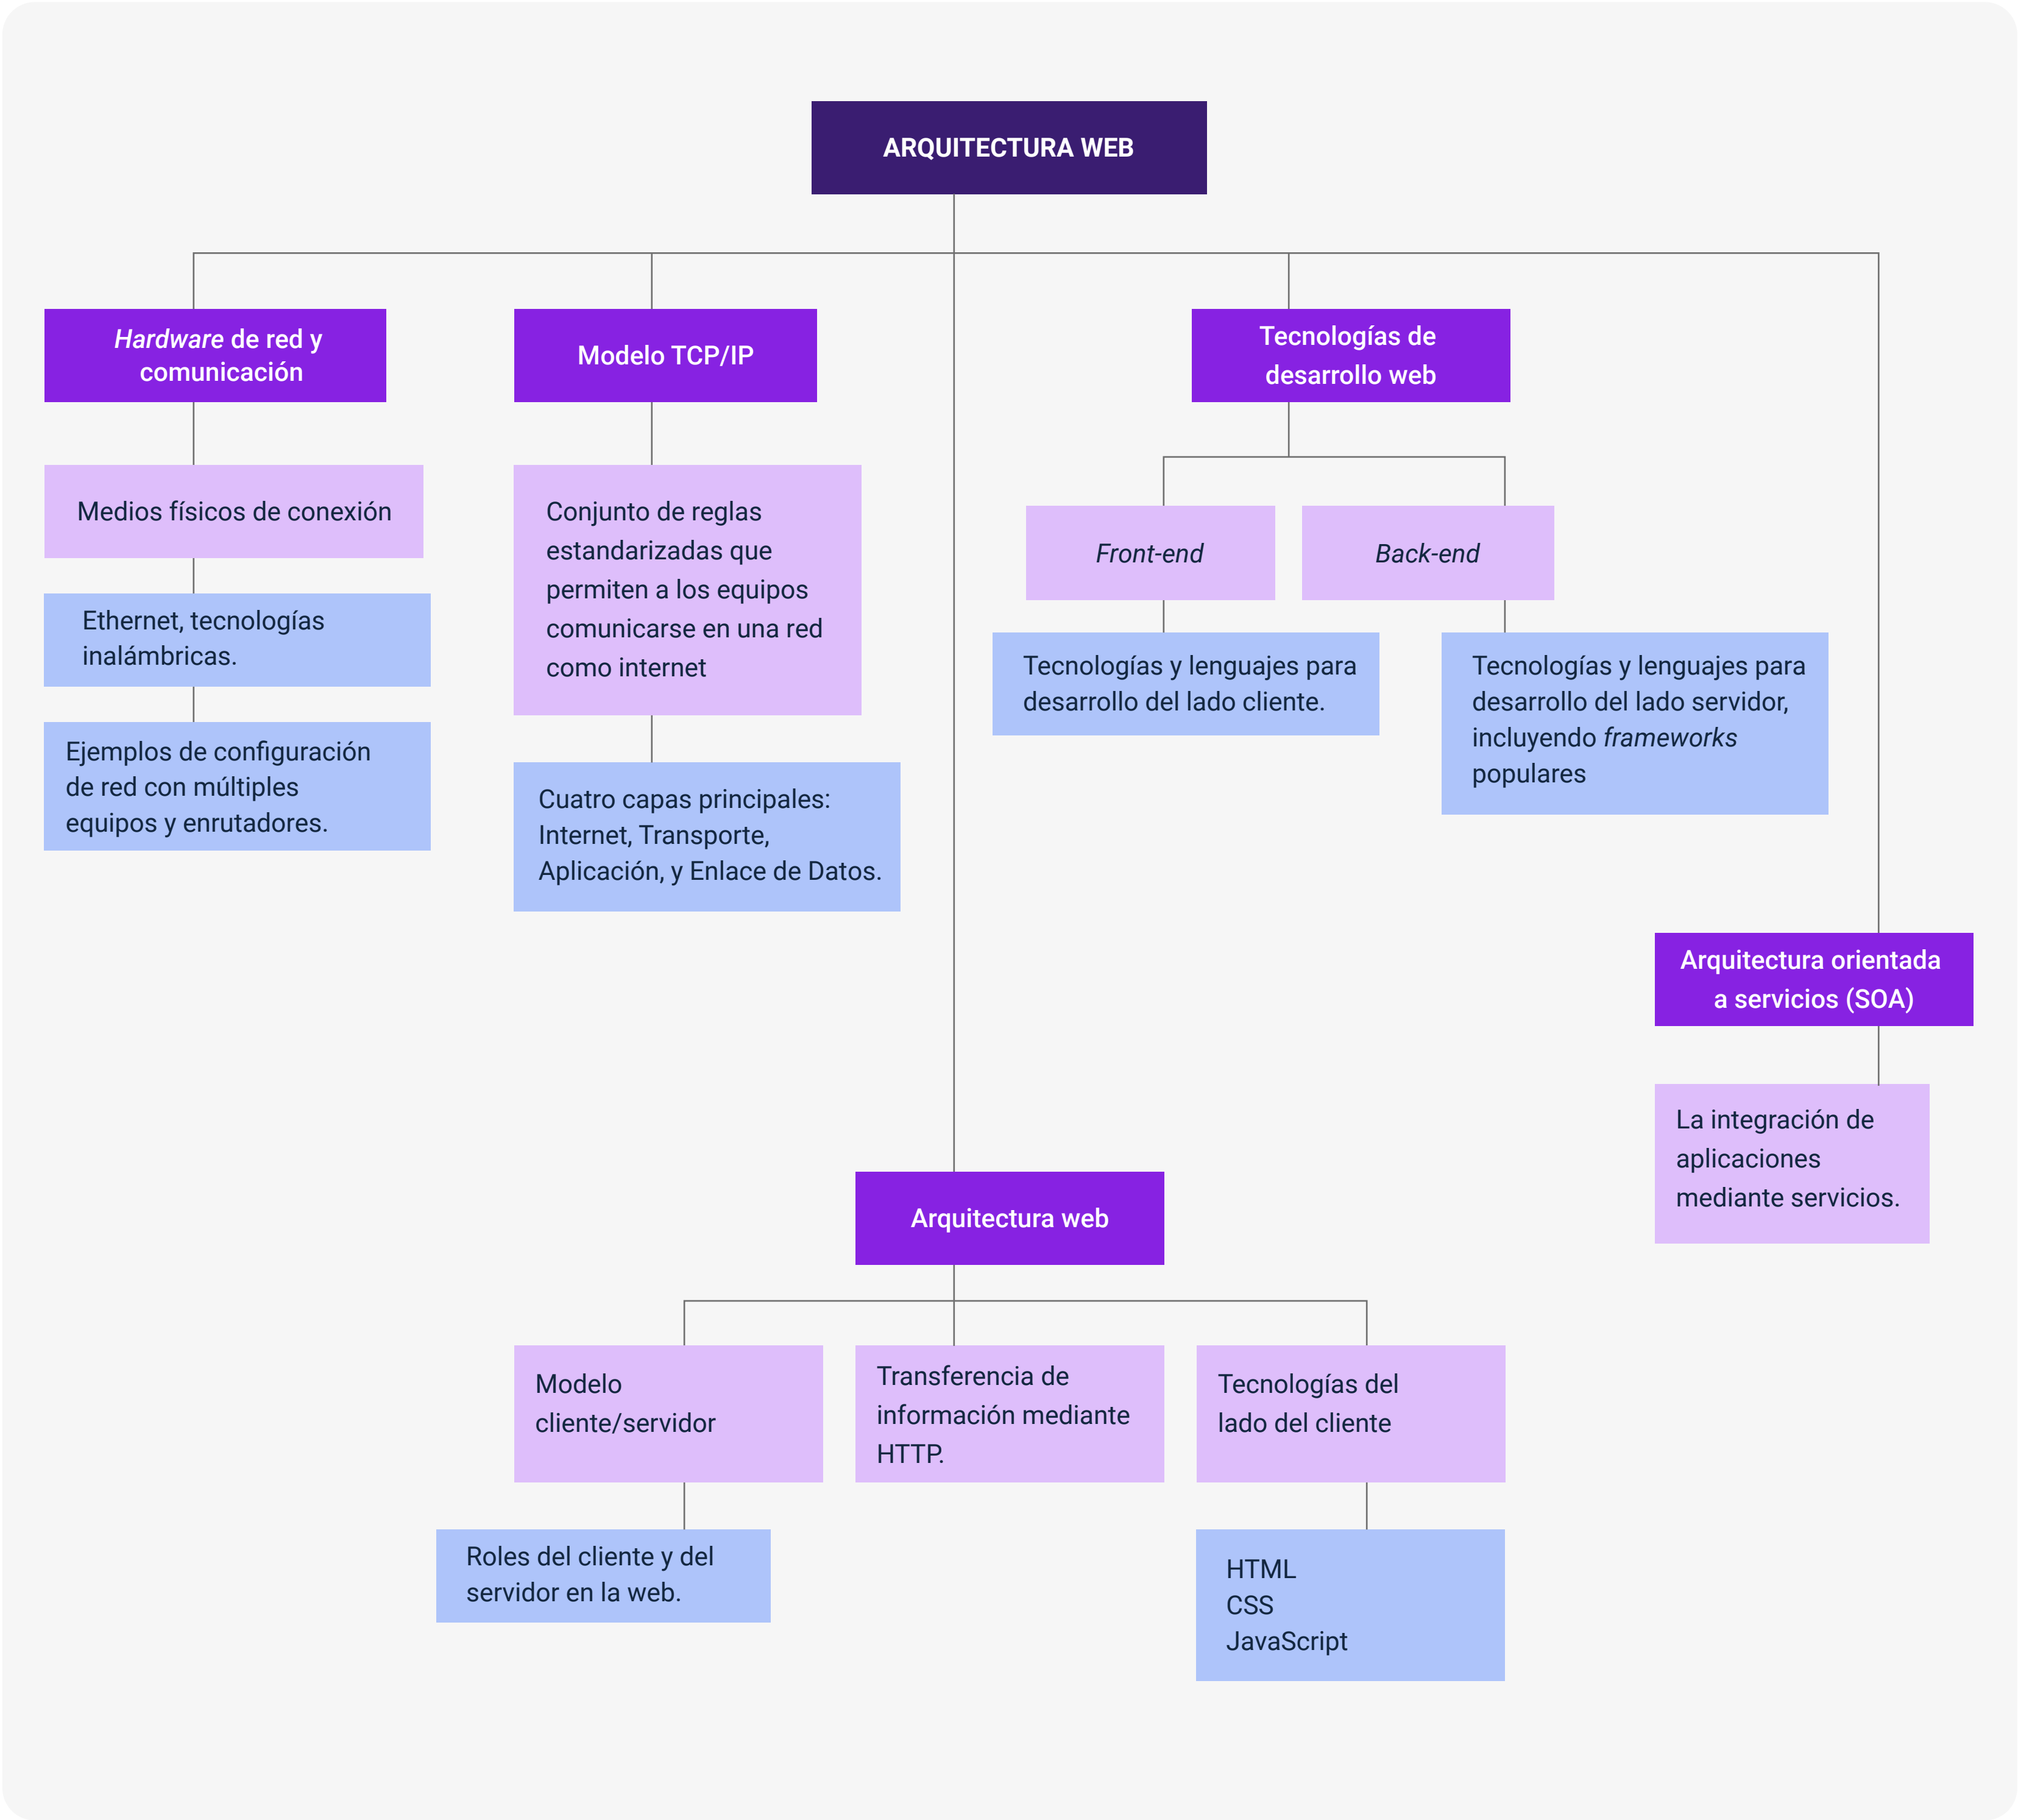 ARQUITECTURA WEB
Hardware de red y
comunicación
Medios físicos de conexión
Ethernet, tecnologías
inalámbricas.
Ejemplos de configuración
de red con múltiples
equipos y enrutadores.
Modelo TCP/IP
Conjunto de reglas
estandarizadas que
permiten a los equipos
comunicarse en una red
como internet
Cuatro capas principales:
Internet, Transporte,
Aplicación, y Enlace de Datos.
Tecnologías de
desarrollo web
Front-end
Tecnologías y lenguajes para
desarrollo del lado cliente.
Back-end
Tecnologías y lenguajes para
desarrollo del lado servidor,
incluyendo frameworks
populares
Arquitectura orientada
a servicios (SOA)
La integración de
aplicaciones
mediante servicios.
Arquitectura web
Modelo
cliente/servidor
Roles del cliente y del
servidor en la web.
Transferencia de
información mediante
HTTP.
Tecnologías del
lado del cliente
HTML
CSS
JavaScript